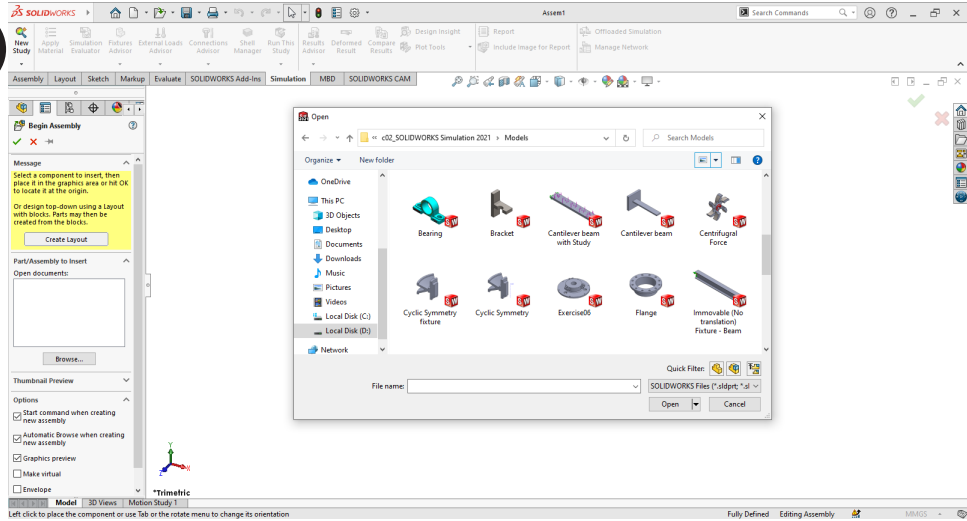 SOLIDWORKS
Assem1
Search Commands
New Study
Apply Material
Simulation Evaluator
Fixtures Advisor
External Loads Advisor
Connections Advisor
Shell Manager
Run This Study
Results Advisor
Deformed Result
Compare Results
Design Insight
Plot Tools
Report
Include Image for Report
Offloaded Simulation
Manage Network
Assembly Layout Sketch Markup Evaluate SOLIDWORKS Add-Ins Simulation MBD SOLIDWORKS CAM
Begin Assembly
Message
Select a component to insert, then
place it in the graphics area or hit OK
to locate it at the origin.
Or design top-down using a Layout
with blocks. Parts may then be
created from the blocks.
Create Layout
Part/Assembly to Insert
Open documents:
Browse...
Thumbnail Preview
Options
Start command when creating
new assembly
Automatic Browse when creating
new assembly
Graphics preview
Make virtual
Envelope
Open
« c02_SOLIDWORKS Simulation 2021 › Models
Search Models
Organize
New folder
OneDrive
This PC
3D Objects
Desktop
Documents
Downloads
Music
Pictures
Videos
Local Disk (C:)
Local Disk (D:)
Network
Bearing
Bracket
Cantilever beam
with Study
Cantilever beam
Centrifugral
Force
Cyclic Symmetry
fixture
Cyclic Symmetry
Exercise06
Flange
Immovable (No
translation)
Fixture - Beam
Quick Filter:
File name:
SOLIDWORKS Files (*.sldprt; *.sl
Open
Cancel
Y
X
Z
*Trimetric
Model 3D Views Motion Study 1
Left click to place the component or use Tab or the rotate menu to change its orientation
Fully Defined Editing Assembly MMGS